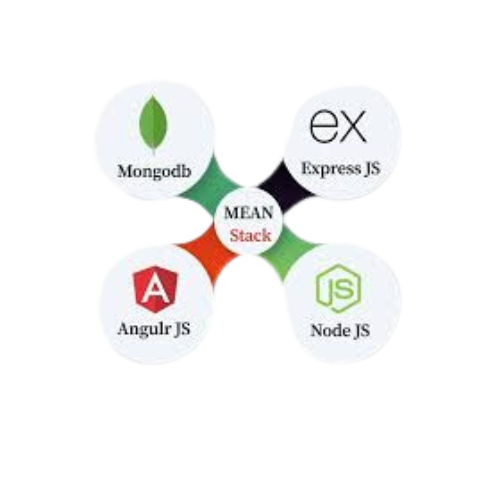 ex
Mongodb
Express JS
MEAN
Stack
A
JS
Angulr JS
Node JS